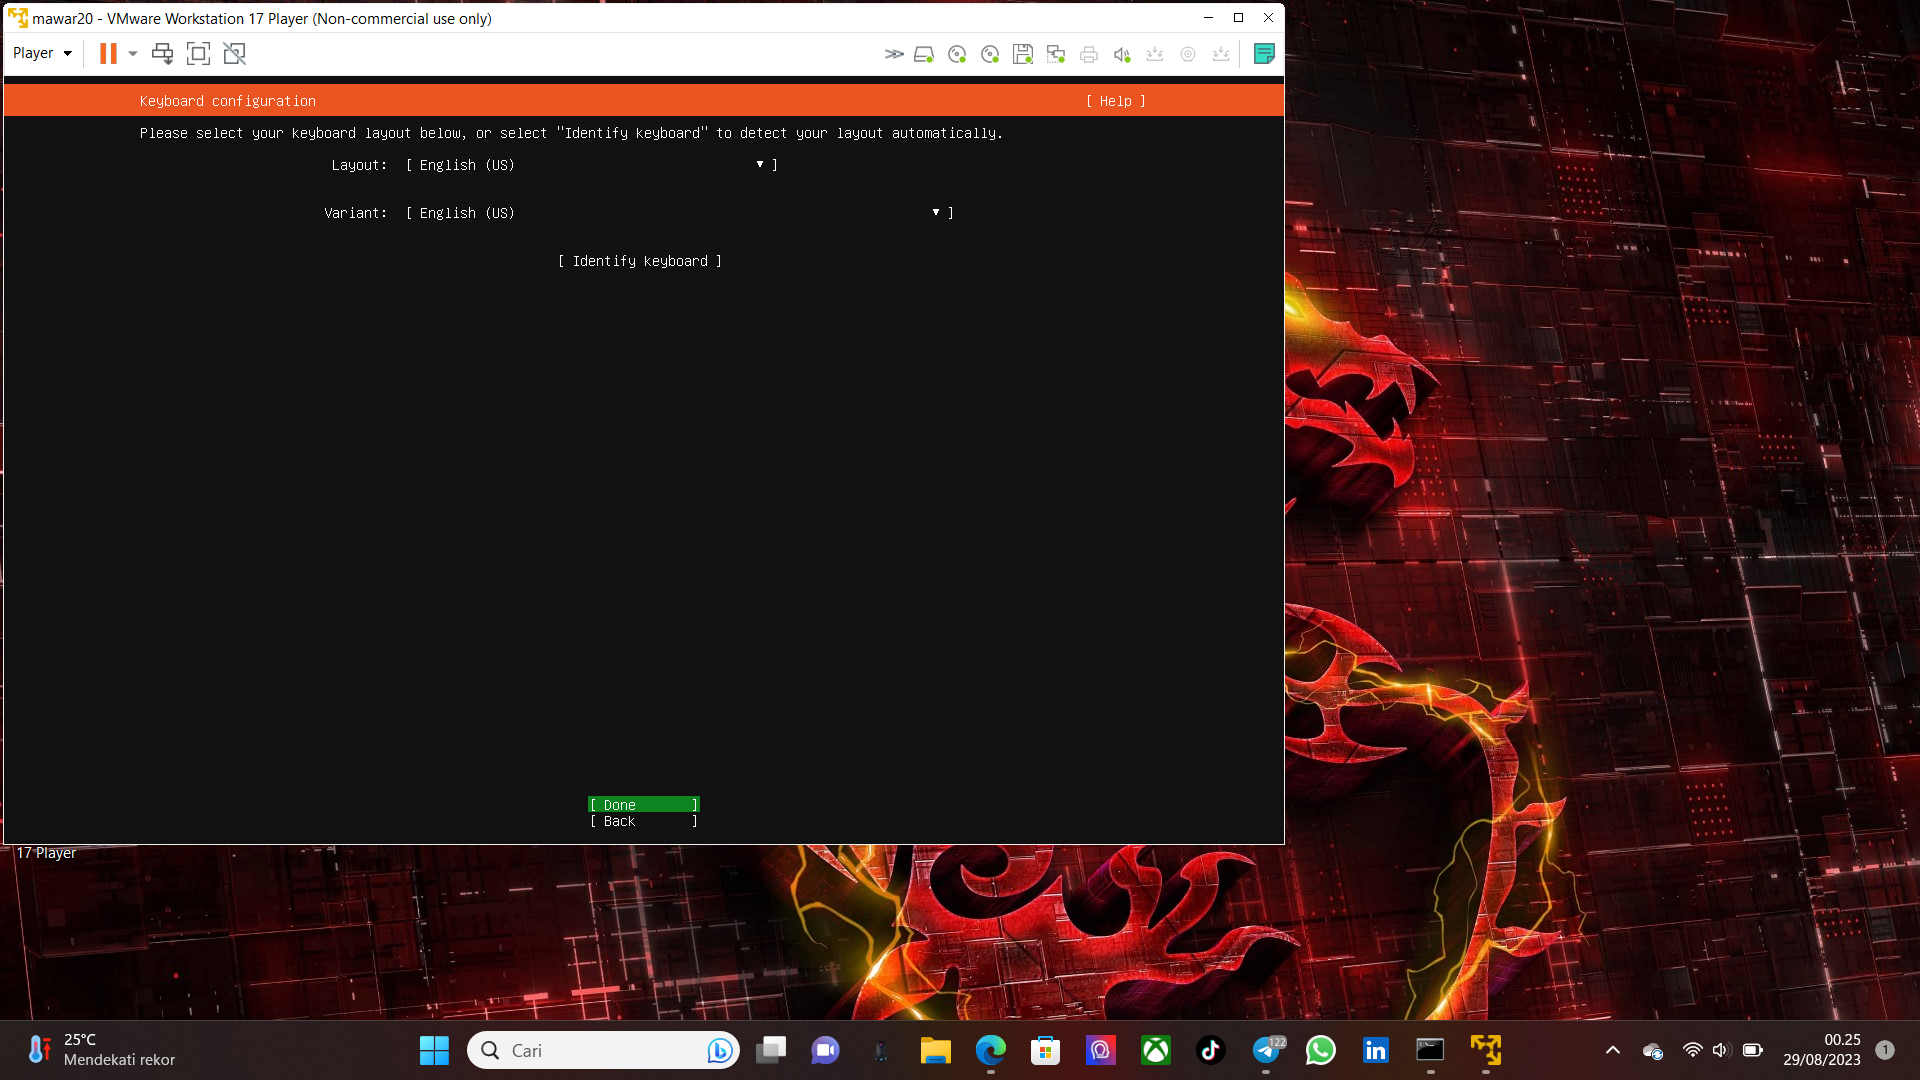 mawar20 - VMware Workstation 17 Player (Non-commercial use only)
Player
Keyboard configuration [ Help ]
Please select your keyboard layout below, or select "Identify keyboard" to detect your layout automatically.
Layout: [ English (US) ▼ ]
Variant: [ English (US) ▼ ]
[ Identify keyboard ]
[ Done ]
[ Back ]
17 Player
25°C
Mendekati rekor
Cari
122
in
00.25
29/08/2023
1